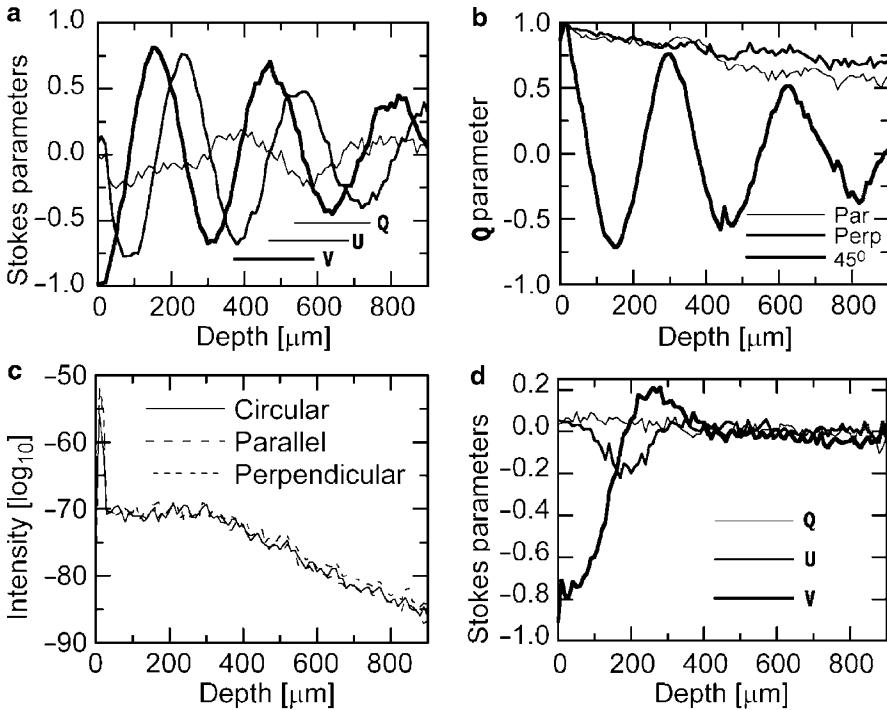 a
1.0
0.5
0.0
−0.5
−1.0
Stokes parameters
Q
U
V
0 200 400 600 800
Depth [μm]
b
1.0
0.5
0.0
-0.5
-1.0
Q parameter
Par
Perp
45º
0 200 400 600 800
Depth [μm]
c
−50
−60
−70
−80
−90
Intensity [log10]
Circular
Parallel
Perpendicular
0 200 400 600 800
Depth [μm]
d
0.2
0.0
−0.2
−0.4
−0.6
−0.8
−1.0
Stokes parameters
Q
U
V
0 200 400 600 800
Depth [μm]